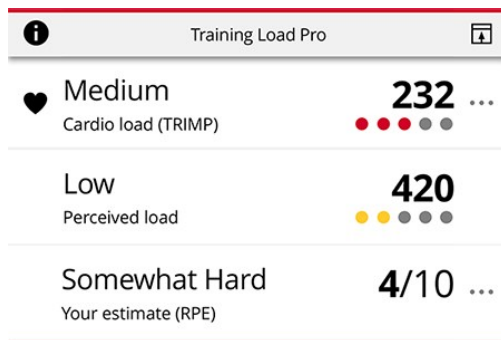 Training Load Pro
Medium 232
Cardio load (TRIMP)
Low 420
Perceived load
Somewhat Hard 4/10
Your estimate (RPE)